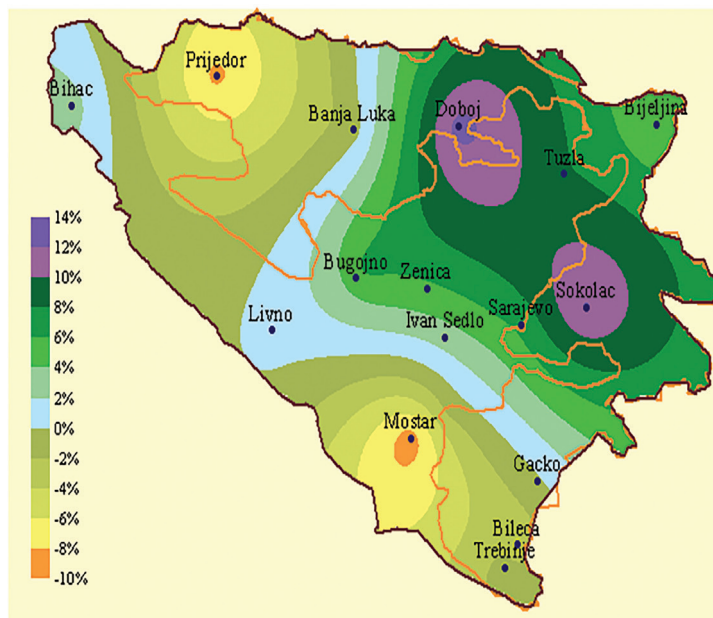 Prijedor
Bihac
Banja Luka
Doboj
Bijeljina
Tuzla
14%
12%
10%
8%
6%
4%
2%
0%
-2%
-4%
-6%
-8%
-10%
Bugojno
Zenica
Sokolac
Livno
Ivan Sedlo
Sarajevo
Mostar
Gacko
Bileca
Trebinje